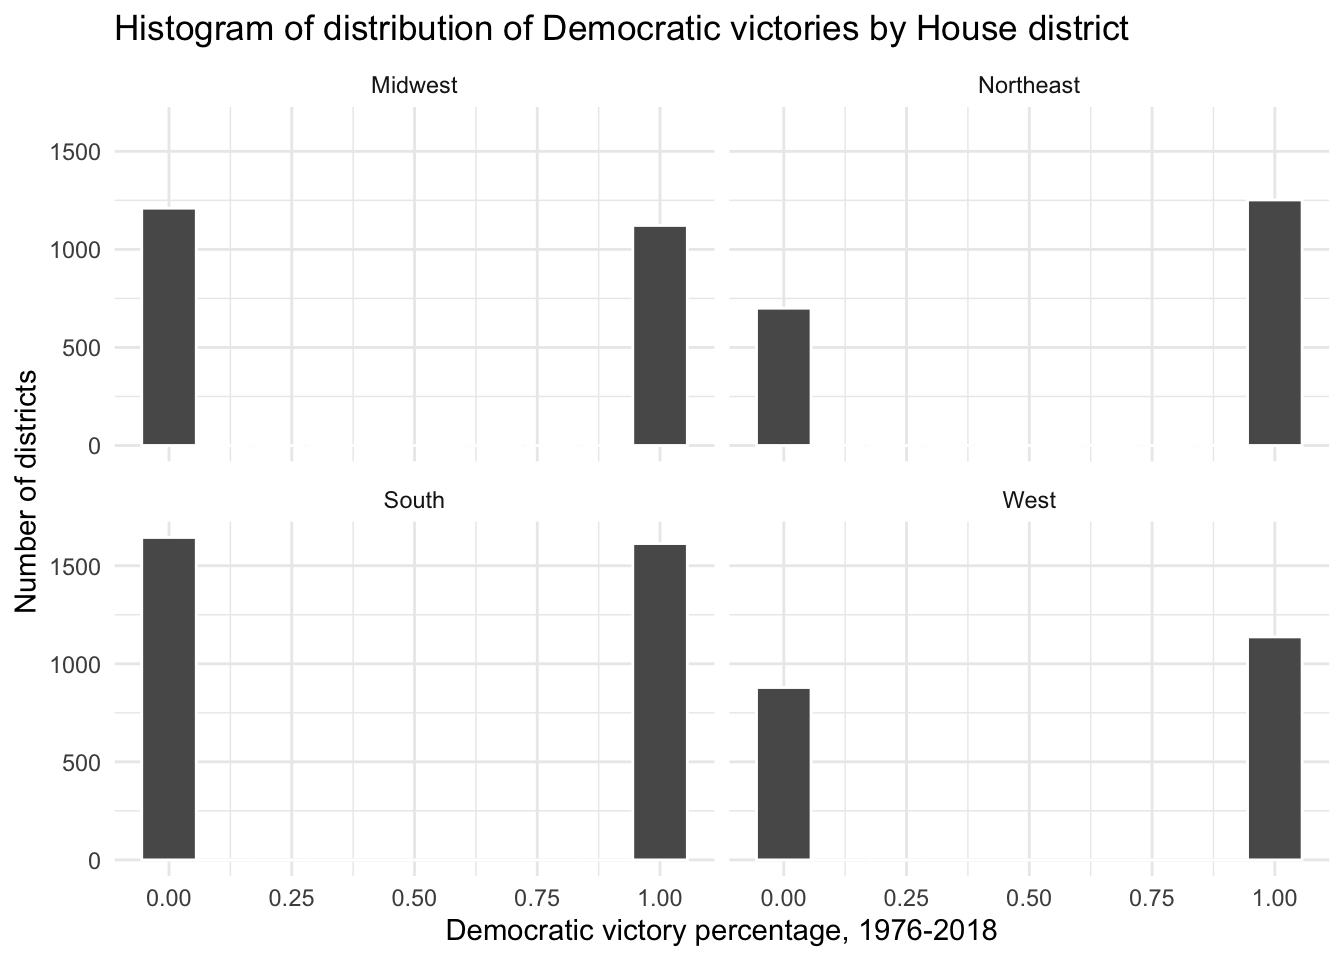 Histogram of distribution of Democratic victories by House district
Midwest
Northeast
1500
1000
500
0
South
West
1500
1000
500
0
Number of districts
0.00 0.25 0.50 0.75 1.00 0.00 0.25 0.50 0.75 1.00
Democratic victory percentage, 1976-2018